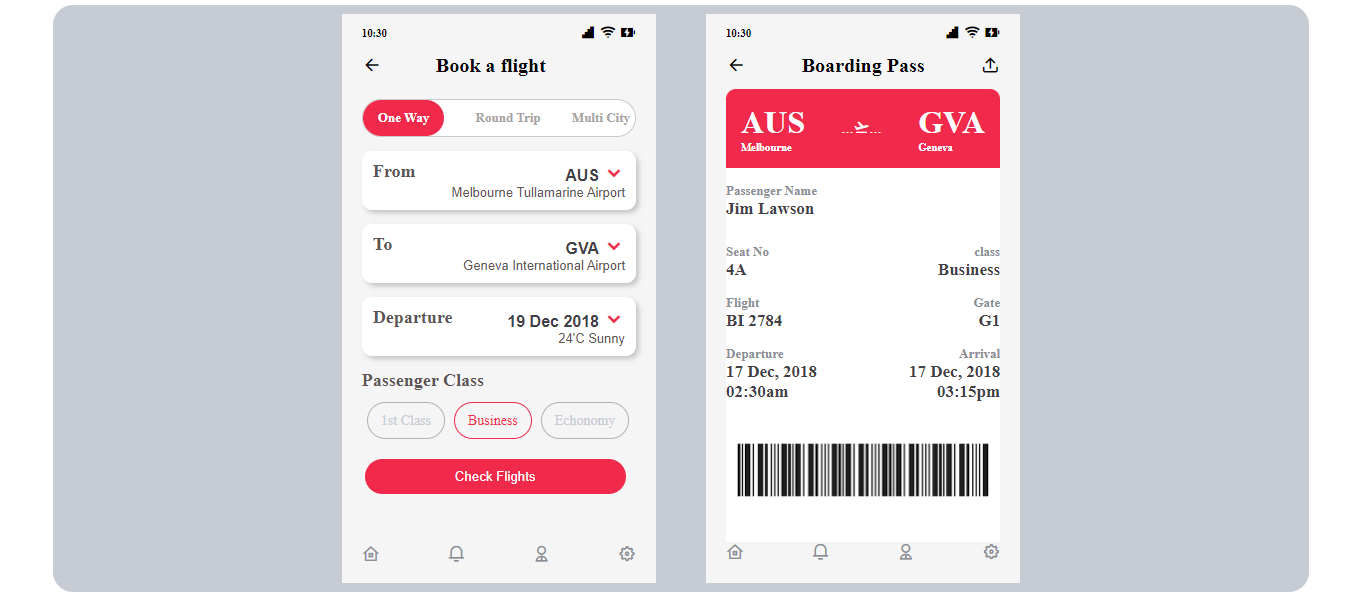 10:30
Book a flight
One Way Round Trip Multi City
From
AUS
Melbourne Tullamarine Airport
To
GVA
Geneva International Airport
Departure
19 Dec 2018
24'C Sunny
Passenger Class
1st Class Business Echonomy
Check Flights
10:30
Boarding Pass
AUS GVA
Melbourne Geneva
Passenger Name
Jim Lawson
Seat No class
4A Business
Flight Gate
BI 2784 G1
Departure Arrival
17 Dec, 2018 17 Dec, 2018
02:30am 03:15pm